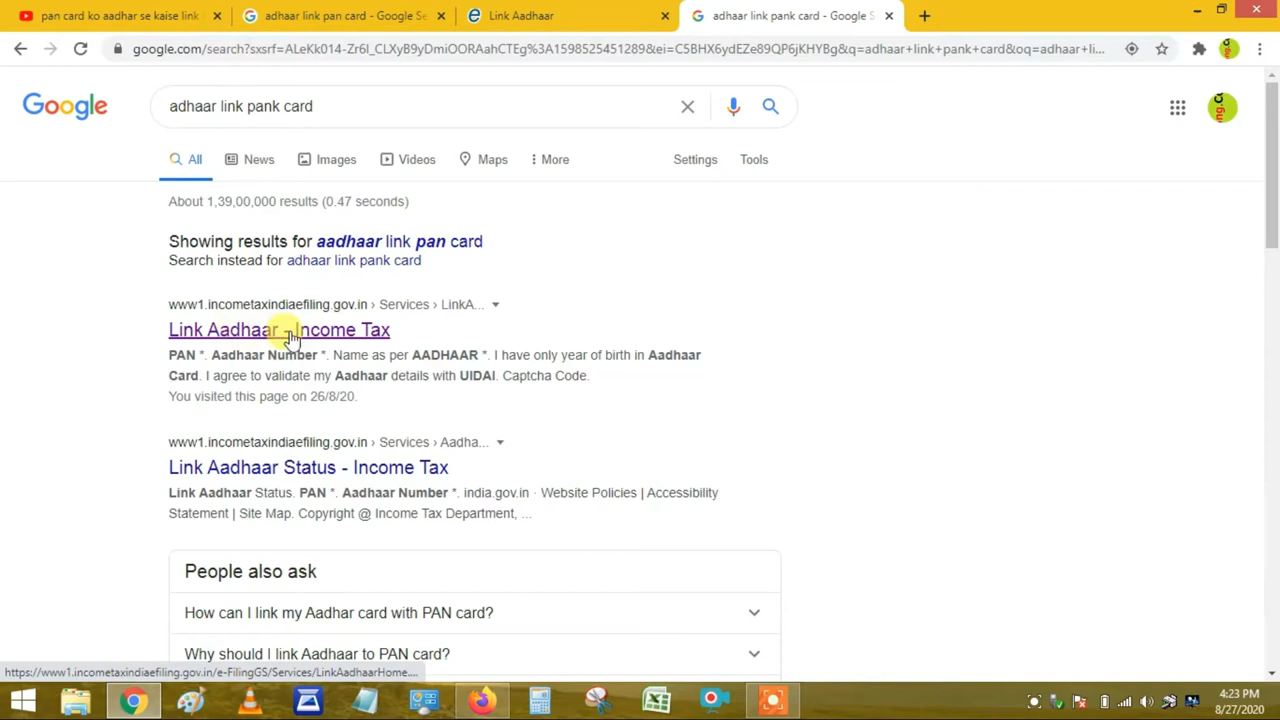 pan card ko aadhar se kaise link
adhaar link pan card - Google Se
Link Aadhaar
adhaar link pank card - Google S
google.com/search?sxsrf=ALeKk014-Zr6I_CLXyB9yDmiOORAahCTEg%3A1598525451289&ei=C5BHX6ydEZe89QP6jKHYBg&q=adhaar+link+pank+card&oq=adhaar+li...
Google
adhaar link pank card
All
News
Images
Videos
Maps
More
Settings
Tools
About 1,39,00,000 results (0.47 seconds)
Showing results for aadhaar link pan card
Search instead for adhaar link pank card
www1.incometaxindiaefiling.gov.in › Services › LinkA...
Link Aadhaar - Income Tax
PAN *. Aadhaar Number *. Name as per AADHAAR *. I have only year of birth in Aadhaar
Card. I agree to validate my Aadhaar details with UIDAI. Captcha Code.
You visited this page on 26/8/20.
www1.incometaxindiaefiling.gov.in › Services › Aadha...
Link Aadhaar Status - Income Tax
Link Aadhaar Status. PAN *. Aadhaar Number *. india.gov.in · Website Policies | Accessibility
Statement | Site Map. Copyright @ Income Tax Department, ...
People also ask
How can I link my Aadhar card with PAN card?
Why should I link Aadhaar to PAN card?
https://www1.incometaxindiaefiling.gov.in/e-FilingGS/Services/LinkAadhaarHome....
4:23 PM
8/27/2020